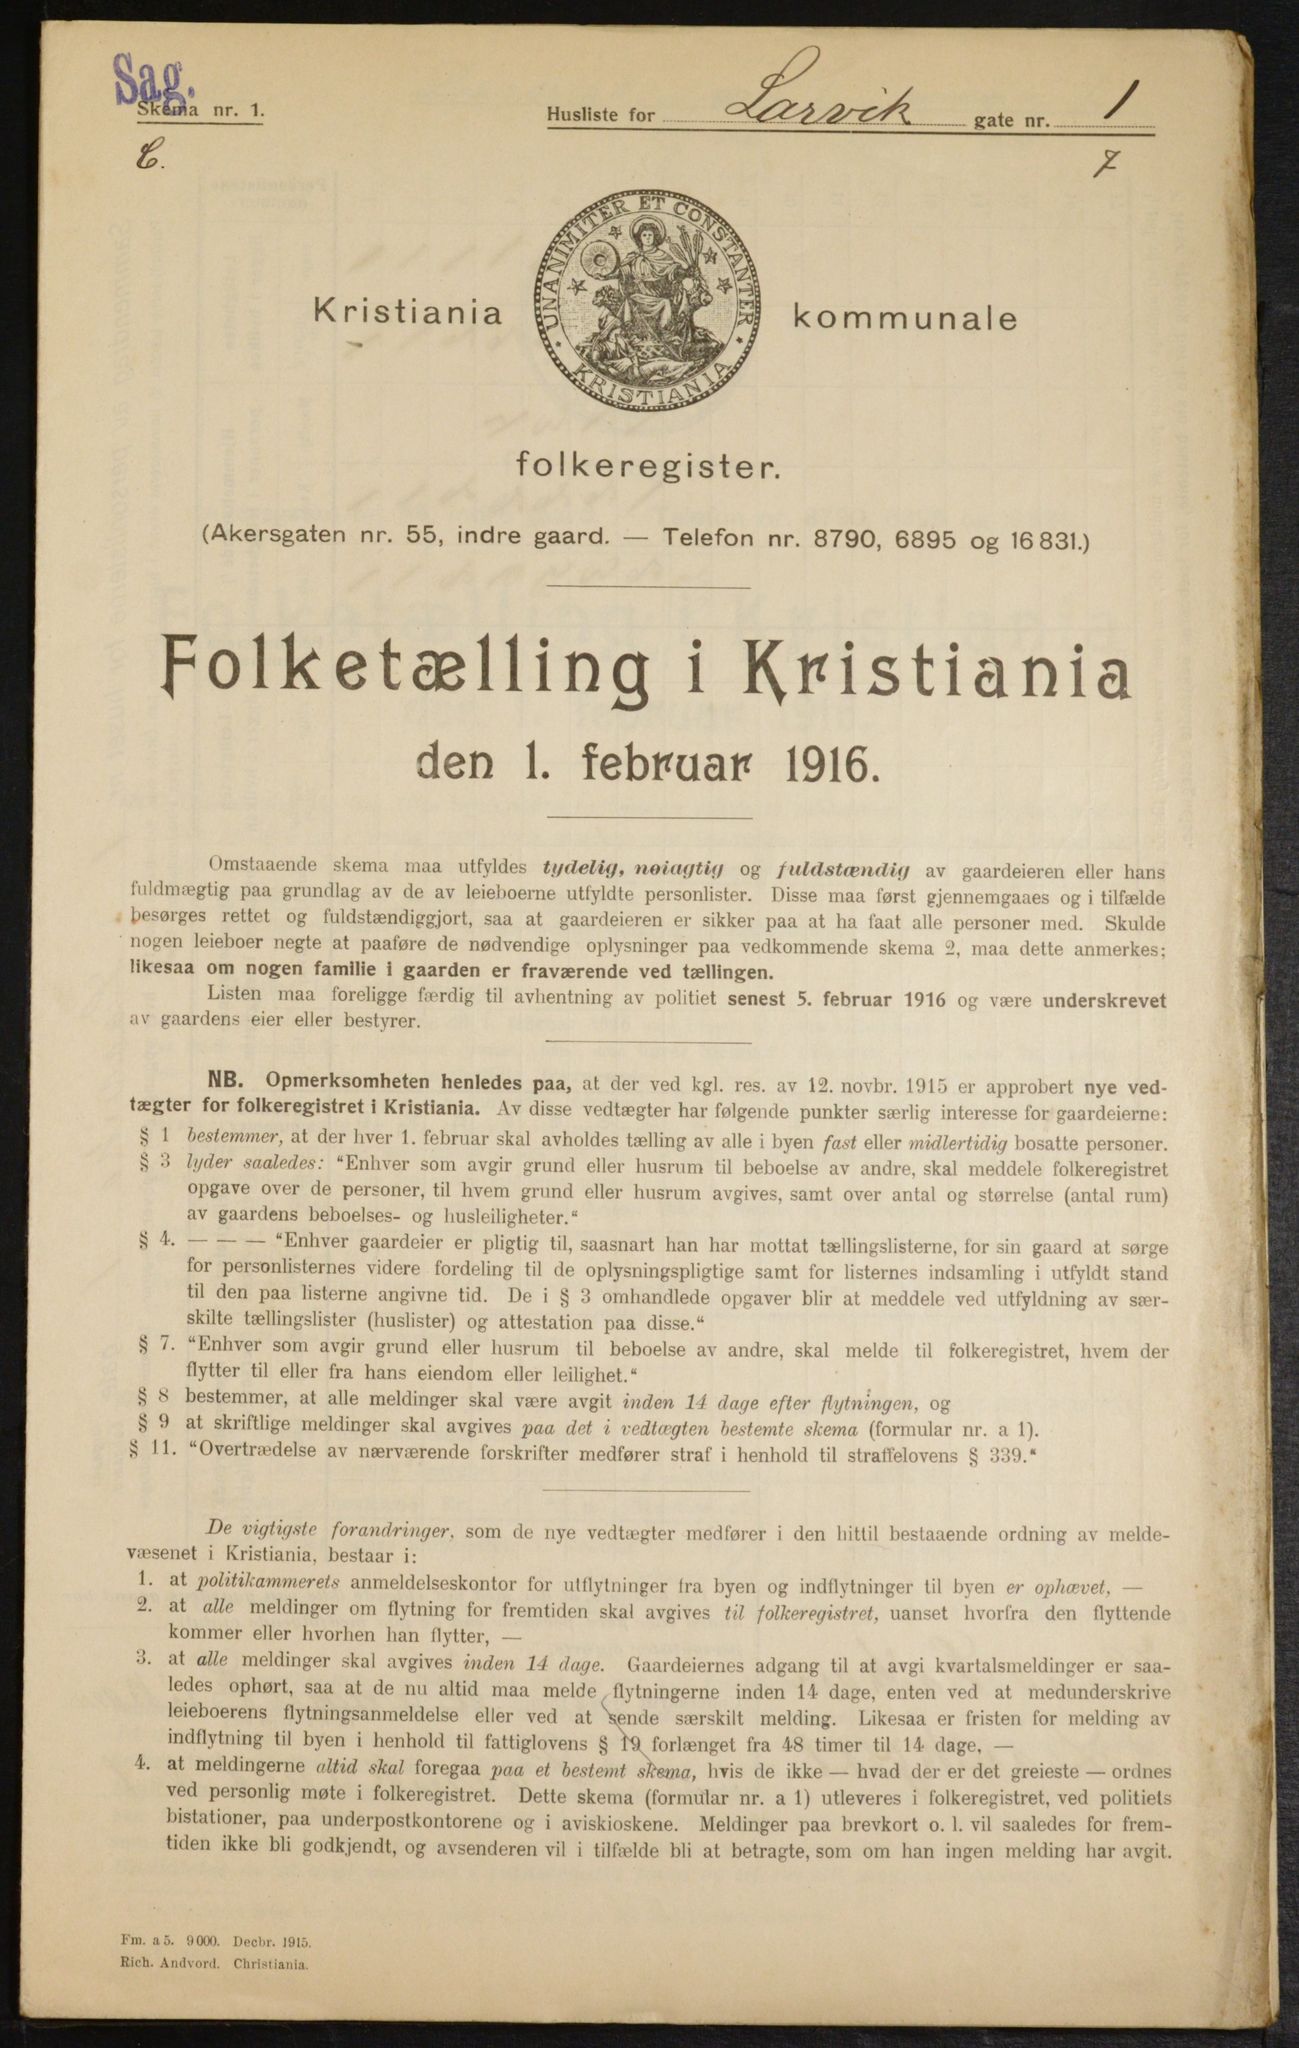 Sag.
Skema nr. 1.
Husliste for Larvik gate nr. 1
C. 7
UNANIMITER ET CONSTANTER
KRISTIANIA
Kristiania kommunale
folkeregister.
(Akersgaten nr. 55, indre gaard. — Telefon nr. 8790, 6895 og 16 831.)
Folketælling i Kristiania
den 1. februar 1916.
Omstaaende skema maa utfyldes tydelig, nøiagtig og fuldstændig av gaardeieren eller hans
fuldmægtig paa grundlag av de av leieboerne utfyldte personlister. Disse maa først gjennemgaaes og i tilfælde
besørges rettet og fuldstændiggjort, saa at gaardeieren er sikker paa at ha faat alle personer med. Skulde
nogen leieboer negte at paaføre de nødvendige oplysninger paa vedkommende skema 2, maa dette anmerkes;
likesaa om nogen familie i gaarden er fraværende ved tællingen.
Listen maa foreligge færdig til avhentning av politiet senest 5. februar 1916 og være underskrevet
av gaardens eier eller bestyrer.
NB. Opmerksomheten henledes paa, at der ved kgl. res. av 12. novbr. 1915 er approbert nye ved-
tægter for folkeregistret i Kristiania. Av disse vedtægter har følgende punkter særlig interesse for gaardeierne:
§ 1 bestemmer, at der hver 1. februar skal avholdes tælling av alle i byen fast eller midlertidig bosatte personer.
§ 3 lyder saaledes: "Enhver som avgir grund eller husrum til beboelse av andre, skal meddele folkeregistret
opgave over de personer, til hvem grund eller husrum avgives, samt over antal og størrelse (antal rum)
av gaardens beboelses- og husleiligheter."
§ 4. — — — "Enhver gaardeier er pligtig til, saasnart han har mottat tællingslisterne, for sin gaard at sørge
for personlisternes videre fordeling til de oplysningspligtige samt for listernes indsamling i utfyldt stand
til den paa listerne angivne tid. De i § 3 omhandlede opgaver blir at meddele ved utfyldning av sær-
skilte tællingslister (huslister) og attestation paa disse."
§ 7. "Enhver som avgir grund eller husrum til beboelse av andre, skal melde til folkeregistret, hvem der
flytter til eller fra hans eiendom eller leilighet."
§ 8 bestemmer, at alle meldinger skal være avgit inden 14 dage efter flytningen, og
§ 9 at skriftlige meldinger skal avgives paa det i vedtægten bestemte skema (formular nr. a 1).
§ 11. "Overtrædelse av nærværende forskrifter medfører straf i henhold til straffelovens § 339."
De vigtigste forandringer, som de nye vedtægter medfører i den hittil bestaaende ordning av melde-
væsenet i Kristiania, bestaar i:
1. at politikammerets anmeldelseskontor for utflytninger fra byen og indflytninger til byen er ophævet, —
2. at alle meldinger om flytning for fremtiden skal avgives til folkeregistret, uanset hvorfra den flyttende
kommer eller hvorhen han flytter, —
3. at alle meldinger skal avgives inden 14 dage. Gaardeiernes adgang til at avgi kvartalsmeldinger er saa-
ledes ophørt, saa at de nu altid maa melde flytningerne inden 14 dage, enten ved at medunderskrive
leieboerens flytningsanmeldelse eller ved at sende særskilt melding. Likesaa er fristen for melding av
indflytning til byen i henhold til fattiglovens § 19 forlænget fra 48 timer til 14 dage, —
4. at meldingerne altid skal foregaa paa et bestemt skema, hvis de ikke — hvad der er det greieste — ordnes
ved personlig møte i folkeregistret. Dette skema (formular nr. a 1) utleveres i folkeregistret, ved politiets
bistationer, paa underpostkontorene og i aviskioskene. Meldinger paa brevkort o. l. vil saaledes for frem-
tiden ikke bli godkjendt, og avsenderen vil i tilfælde bli at betragte, som om han ingen melding har avgit.
Fm. a 5. 9 000. Decbr. 1915.
Rich. Andvord. Christiania.